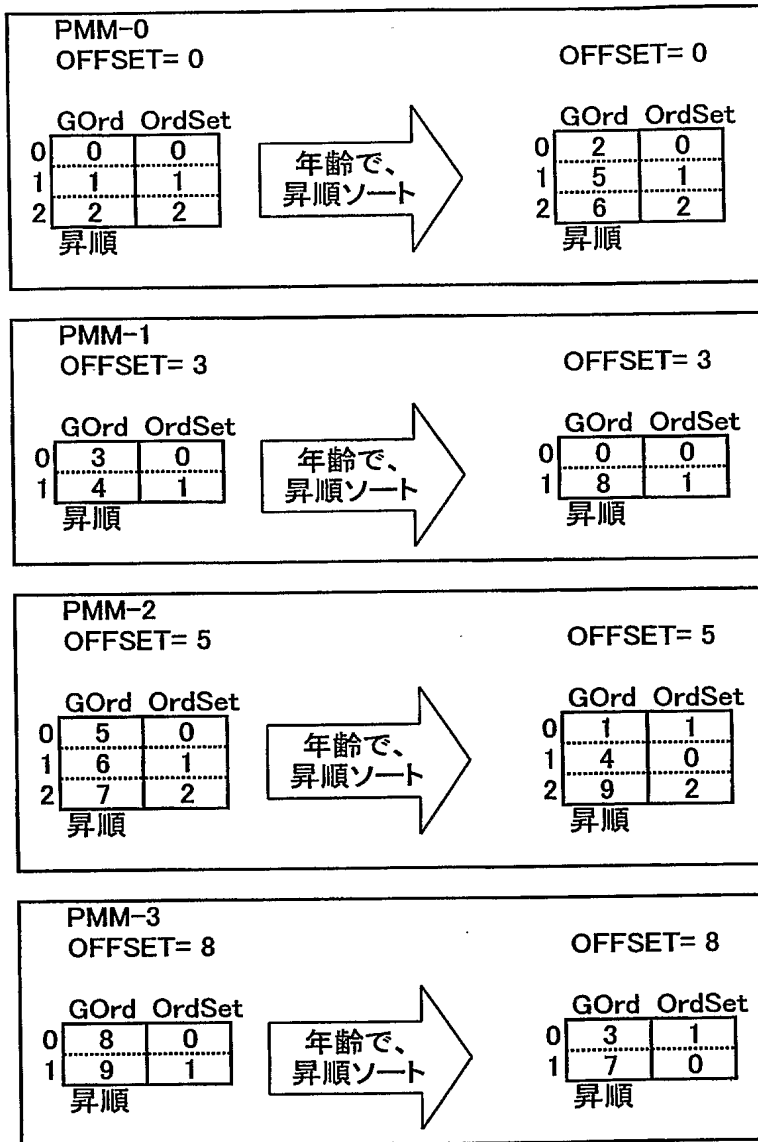 PMM-0
OFFSET= 0
OFFSET= 0
GOrd OrdSet
0 0 0
1 1 1
2 2 2
昇順
年齢で、
昇順ソート
GOrd OrdSet
0 2 0
1 5 1
2 6 2
昇順
PMM-1
OFFSET= 3
OFFSET= 3
GOrd OrdSet
0 3 0
1 4 1
昇順
年齢で、
昇順ソート
GOrd OrdSet
0 0 0
1 8 1
昇順
PMM-2
OFFSET= 5
OFFSET= 5
GOrd OrdSet
0 5 0
1 6 1
2 7 2
昇順
年齢で、
昇順ソート
GOrd OrdSet
0 1 1
1 4 0
2 9 2
昇順
PMM-3
OFFSET= 8
OFFSET= 8
GOrd OrdSet
0 8 0
1 9 1
昇順
年齢で、
昇順ソート
GOrd OrdSet
0 3 1
1 7 0
昇順